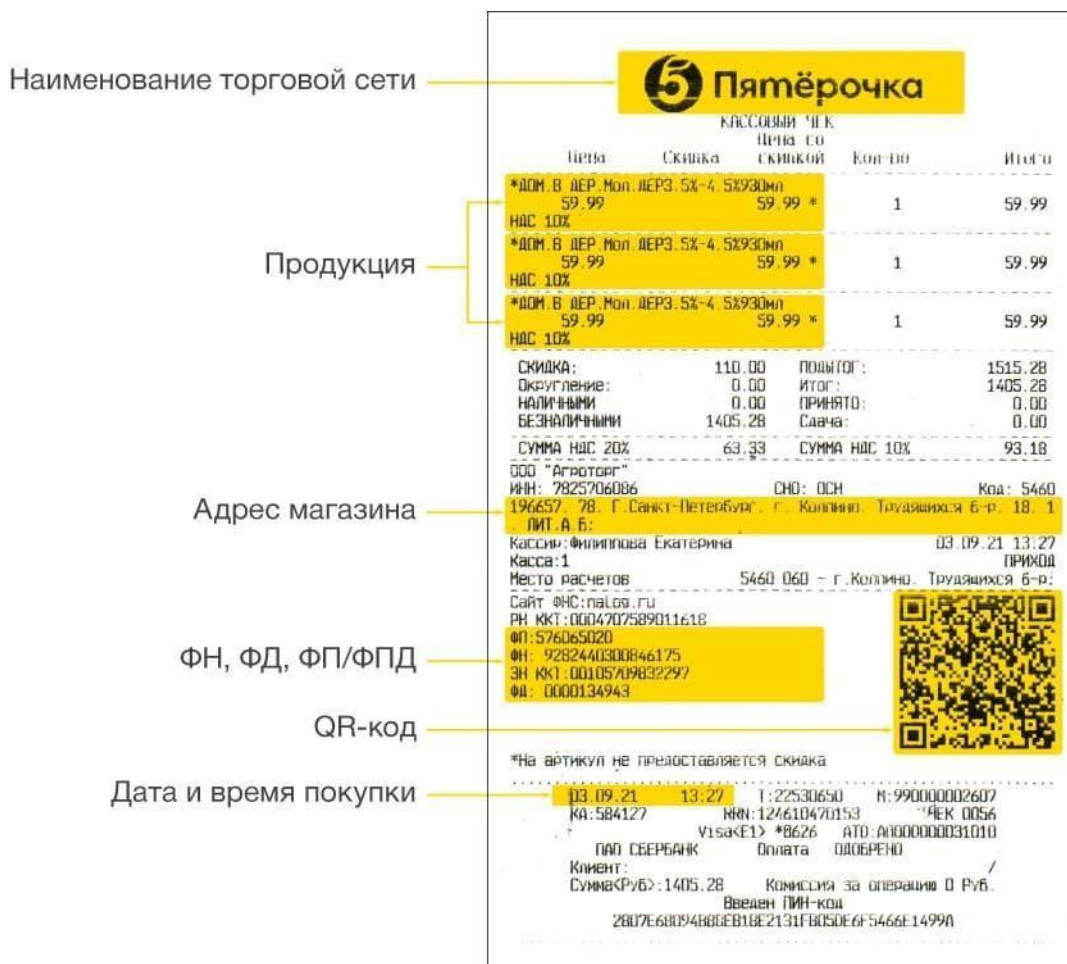 Наименование торговой сети
5 Пятёрочка
КАССОВЫЙ ЧЕК
Цена Скидка Цена со скидкой Кол-во Итого
Продукция
*ДОМ.В ДЕР.Мол.ДЕР3.5%-4.5%930мл
59.99 59.99 * 1 59.99
НДС 10%
*ДОМ.В ДЕР.Мол.ДЕР3.5%-4.5%930мл
59.99 59.99 * 1 59.99
НДС 10%
*ДОМ.В ДЕР.Мол.ДЕР3.5%-4.5%930мл
59.99 59.99 * 1 59.99
НДС 10%
СКИДКА: 110.00 ПОДЫТОГ: 1515.28
Округление: 0.00 ИТОГ: 1405.28
НАЛИЧНЫМИ 0.00 ПРИНЯТО: 0.00
БЕЗНАЛИЧНЫМИ 1405.28 Сдача: 0.00
СУММА НДС 20% 63.33 СУММА НДС 10% 93.18
ООО "Агроторг"
ИНН: 7825706086 СНО: ОСН Код: 5460
Адрес магазина
196657. 78. Г.Санкт-Петербург. г. Колпино. Трудящихся б-р. 18. 1
. ЛИТ.А Б:
Кассир:Филиппова Екатерина 03.09.21 13:27
Касса:1 ПРИХОД
Место расчетов 5460 060 - г.Колпино. Трудящихся б-р:
Сайт ФНС:nalog.ru
РН ККТ:0004707589011618
ФН, ФД, ФП/ФПД
ФП:576065020
ФН: 9282440300846175
ЗН ККТ:00105709832297
ФД: 0000134943
QR-код
*На артикул не предоставляется скидка
Дата и время покупки
03.09.21 13:27 Т:22530650 М:990000002607
КА:584127 RRN:124610470153 ЧЕК 0056
Visa<E1> *8626 АТО:A0000000031010
ПАО СБЕРБАНК Оплата ОДОБРЕНО
Клиент: /
Сумма<Руб>:1405.28 Комиссия за операцию 0 Руб.
Введен ПИН-код